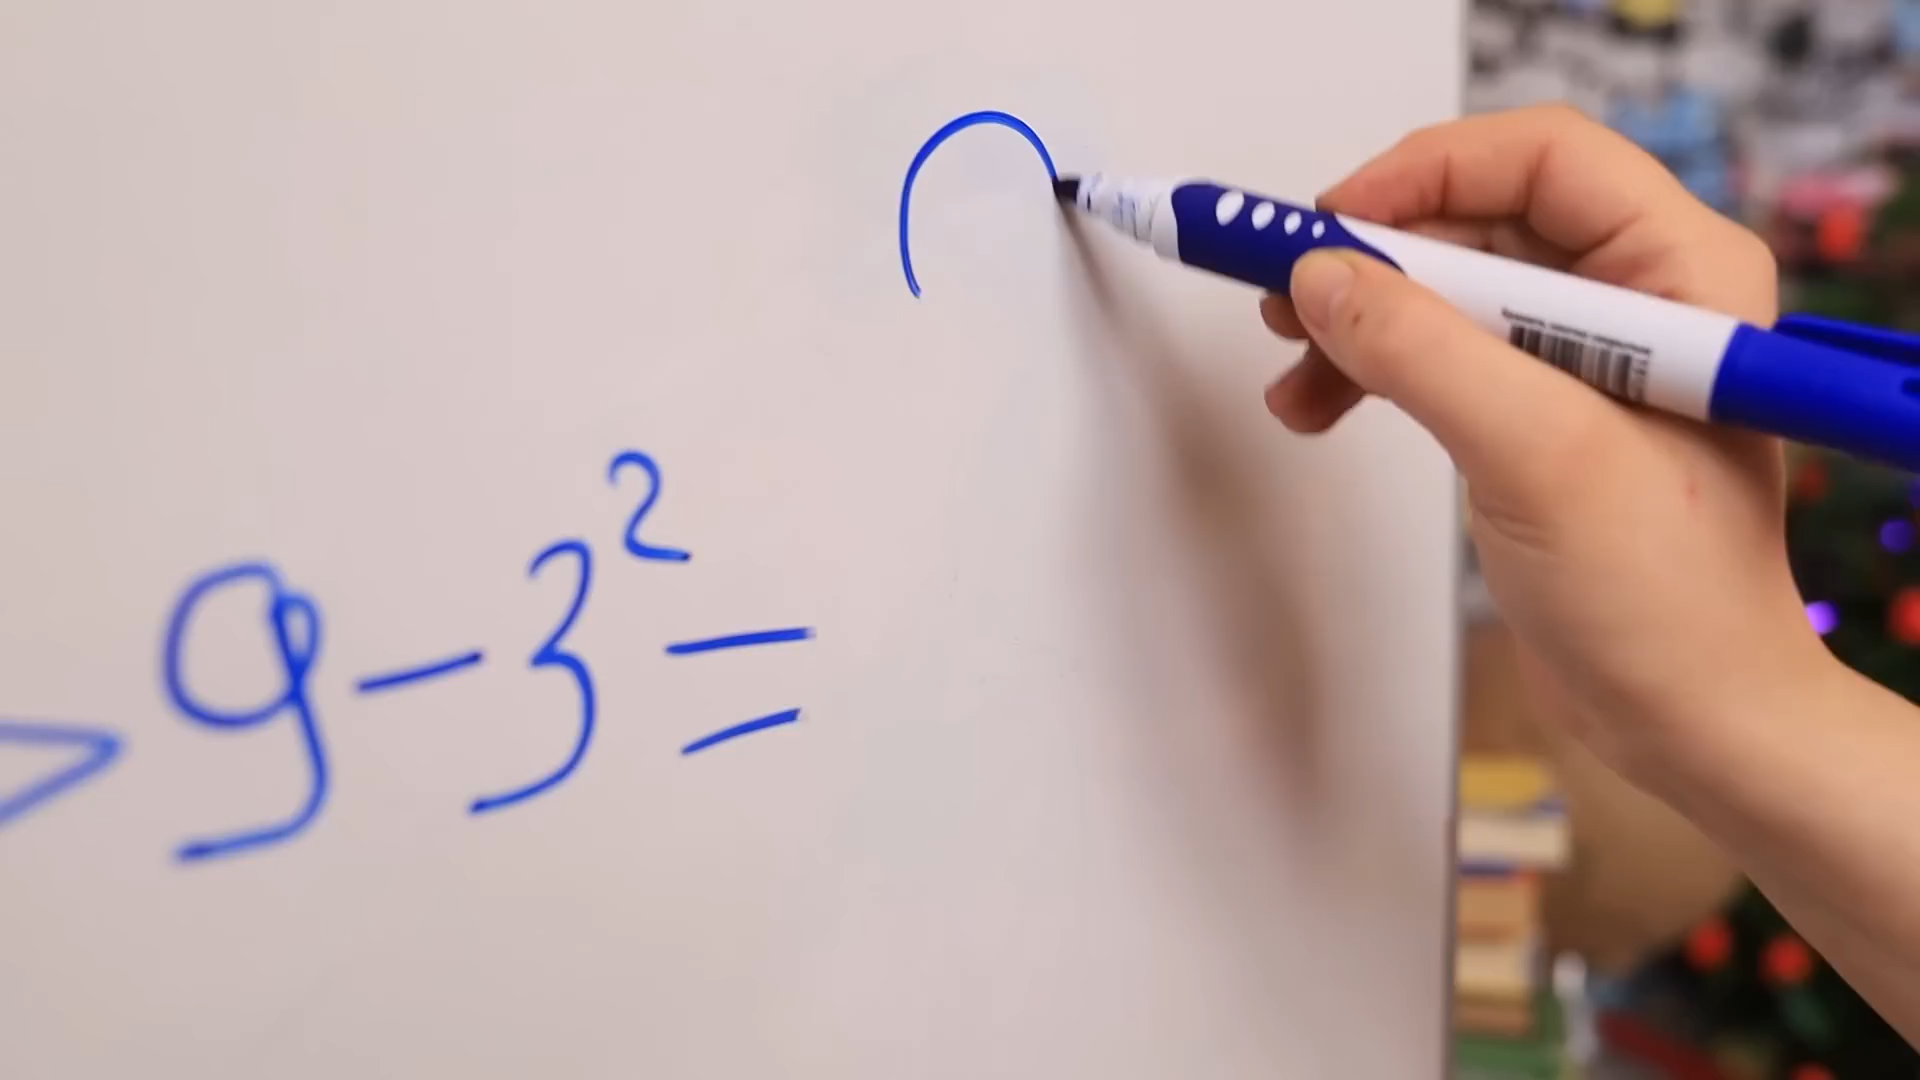 > 9 - 3² =